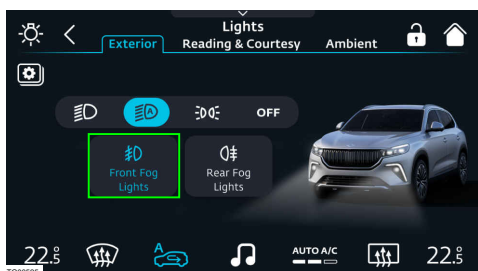 Lights
Exterior Reading & Courtesy Ambient
A OFF
Front Fog
Lights
Rear Fog
Lights
22.5° A AUTO A/C 22.5°